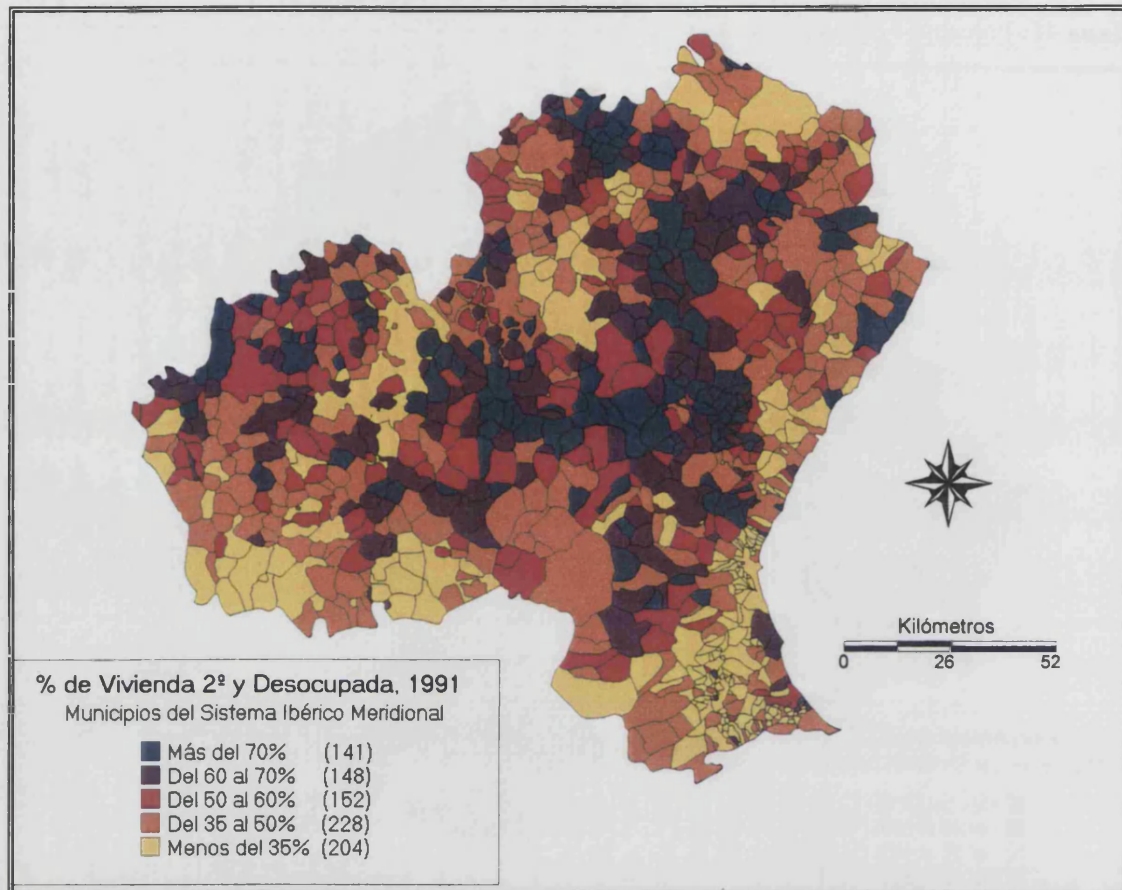 Kilómetros
0 26 52
% de Vivienda 2ª y Desocupada, 1991
Municipios del Sistema Ibérico Meridional
Más del 70% (141)
Del 60 al 70% (148)
Del 50 al 60% (152)
Del 35 al 50% (228)
Menos del 35% (204)